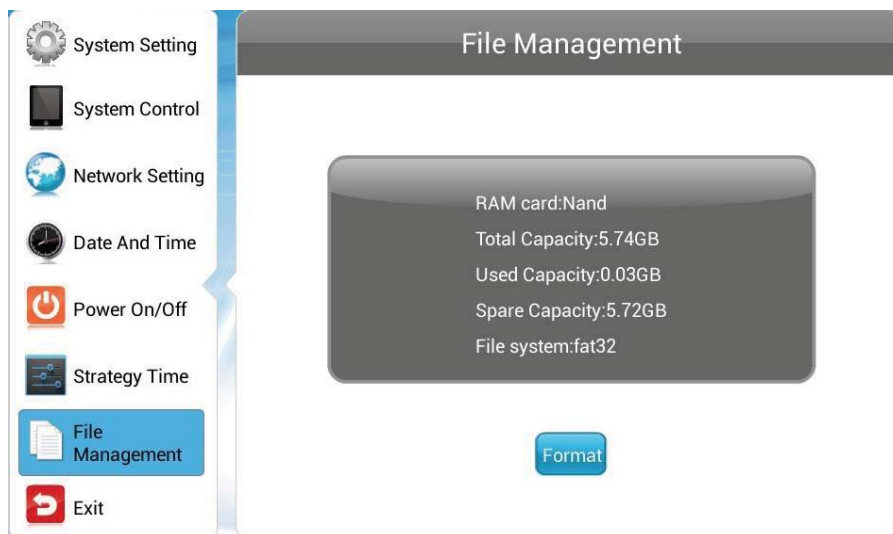 System Setting
System Control
Network Setting
Date And Time
Power On/Off
Strategy Time
File
Management
Exit
File Management
RAM card:Nand
Total Capacity:5.74GB
Used Capacity:0.03GB
Spare Capacity:5.72GB
File system:fat32
Format